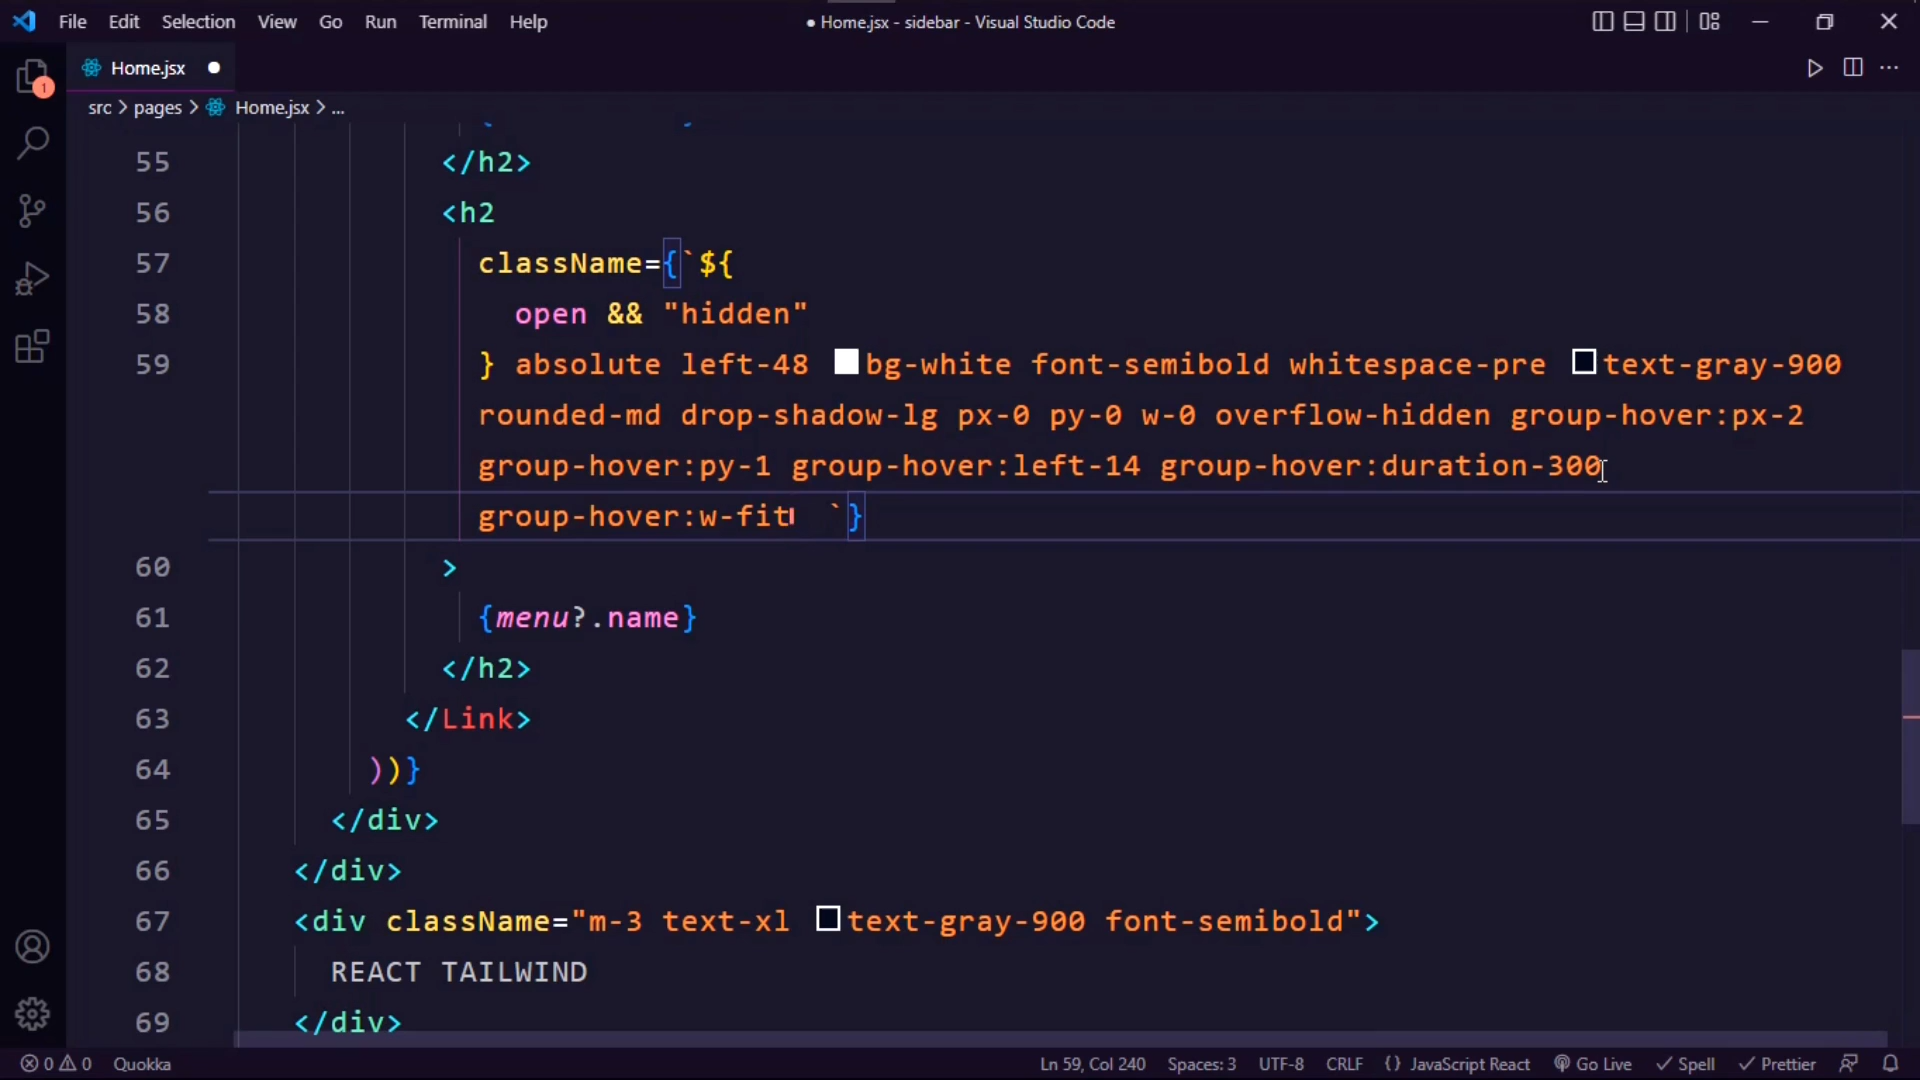 File Edit Selection View Go Run Terminal Help ● Home.jsx - sidebar - Visual Studio Code
Home.jsx
1
src > pages > Home.jsx > ...
55 </h2>
56 <h2
57 className={`${
58 open && "hidden"
59 } absolute left-48 bg-white font-semibold whitespace-pre text-gray-900
rounded-md drop-shadow-lg px-0 py-0 w-0 overflow-hidden group-hover:px-2
group-hover:py-1 group-hover:left-14 group-hover:duration-300
group-hover:w-fit `}
60 >
61 {menu?.name}
62 </h2>
63 </Link>
64 ))}
65 </div>
66 </div>
67 <div className="m-3 text-xl text-gray-900 font-semibold">
68 REACT TAILWIND
69 </div>
0 0 Quokka Ln 59, Col 240 Spaces: 3 UTF-8 CRLF {} JavaScript React Go Live Spell Prettier